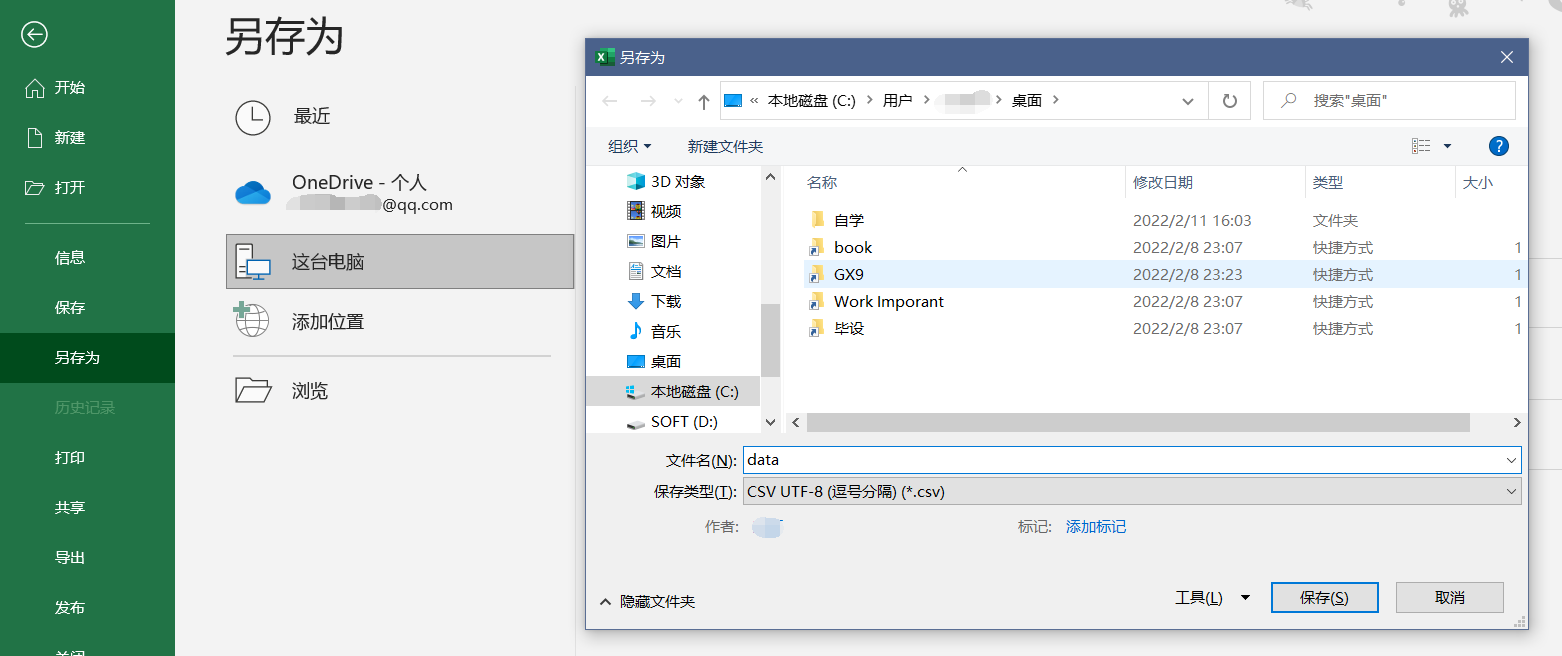 另存为
开始
新建
打开
信息
保存
另存为
历史记录
打印
共享
导出
发布
关闭
最近
OneDrive - 个人
@qq.com
这台电脑
添加位置
浏览
另存为
« 本地磁盘 (C:) > 用户 > > 桌面 >
搜索"桌面"
组织 新建文件夹
3D 对象
视频
图片
文档
下载
音乐
桌面
本地磁盘 (C:)
SOFT (D:)
名称 修改日期 类型 大小
自学 2022/2/11 16:03 文件夹
book 2022/2/8 23:07 快捷方式 1
GX9 2022/2/8 23:23 快捷方式 1
Work Imporant 2022/2/8 23:07 快捷方式 1
毕设 2022/2/8 23:07 快捷方式 1
文件名(N): data
保存类型(T): CSV UTF-8 (逗号分隔) (*.csv)
作者: 标记: 添加标记
隐藏文件夹 工具(L) 保存(S) 取消